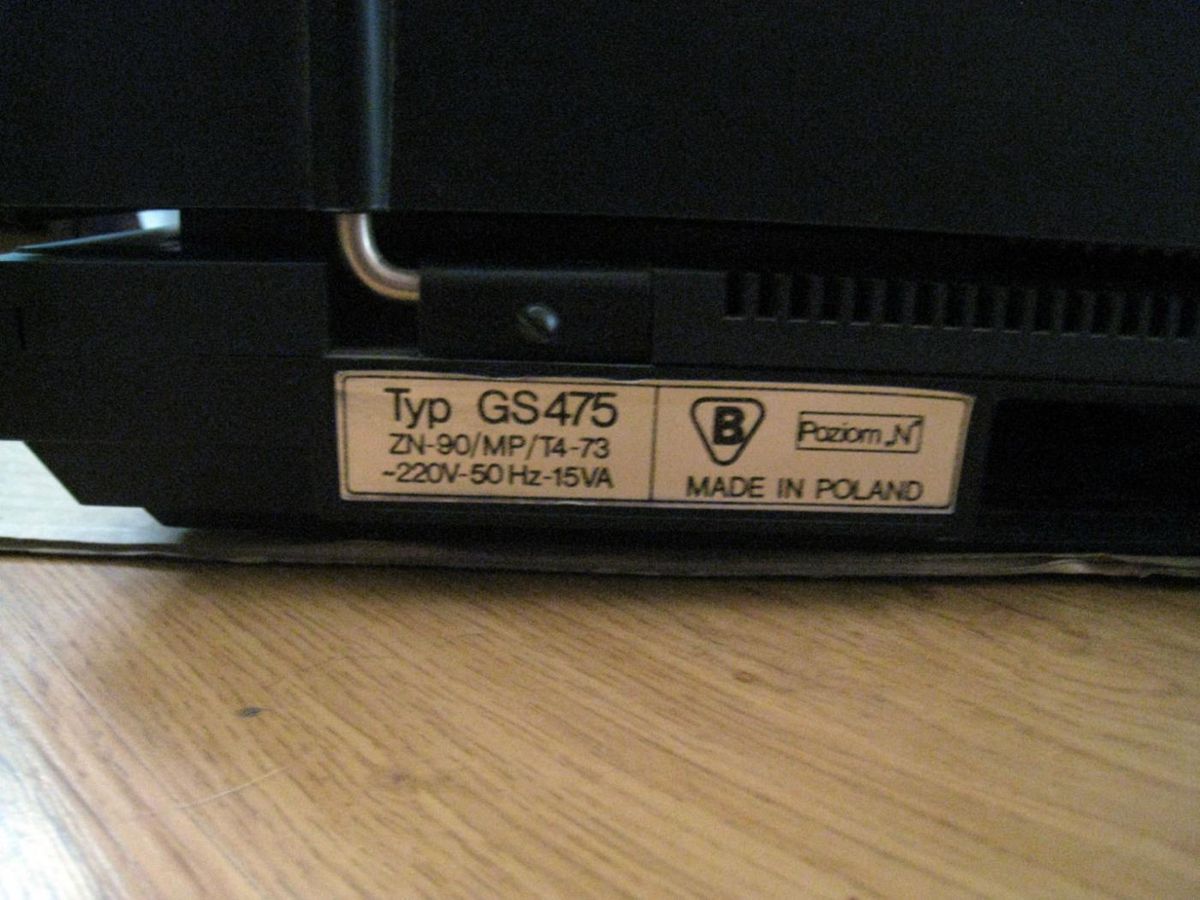 Typ GS475
ZN-90/MP/T4-73
~220V-50Hz-15VA
B
Poziom „N"
MADE IN POLAND